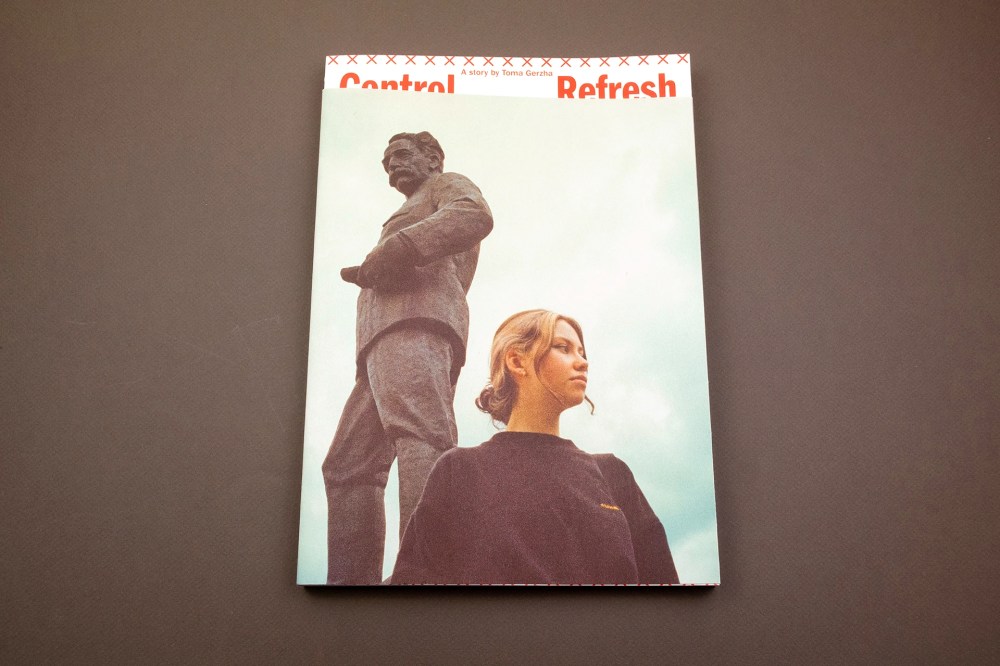 A story by Toma Gerzha
Control Refresh